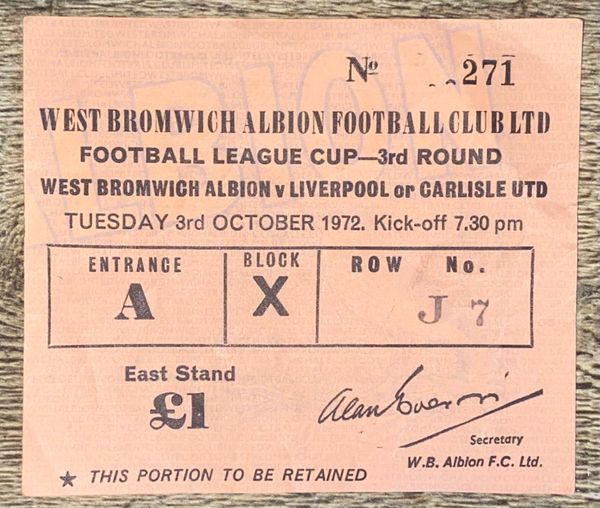 Nº 271
WEST BROMWICH ALBION FOOTBALL CLUB LTD
FOOTBALL LEAGUE CUP—3rd ROUND
WEST BROMWICH ALBION v LIVERPOOL or CARLISLE UTD
TUESDAY 3rd OCTOBER 1972. Kick-off 7.30 pm
ENTRANCE BLOCK ROW No.
A X J 7
East Stand
£1
Secretary
W.B. Albion F.C. Ltd.
★ THIS PORTION TO BE RETAINED